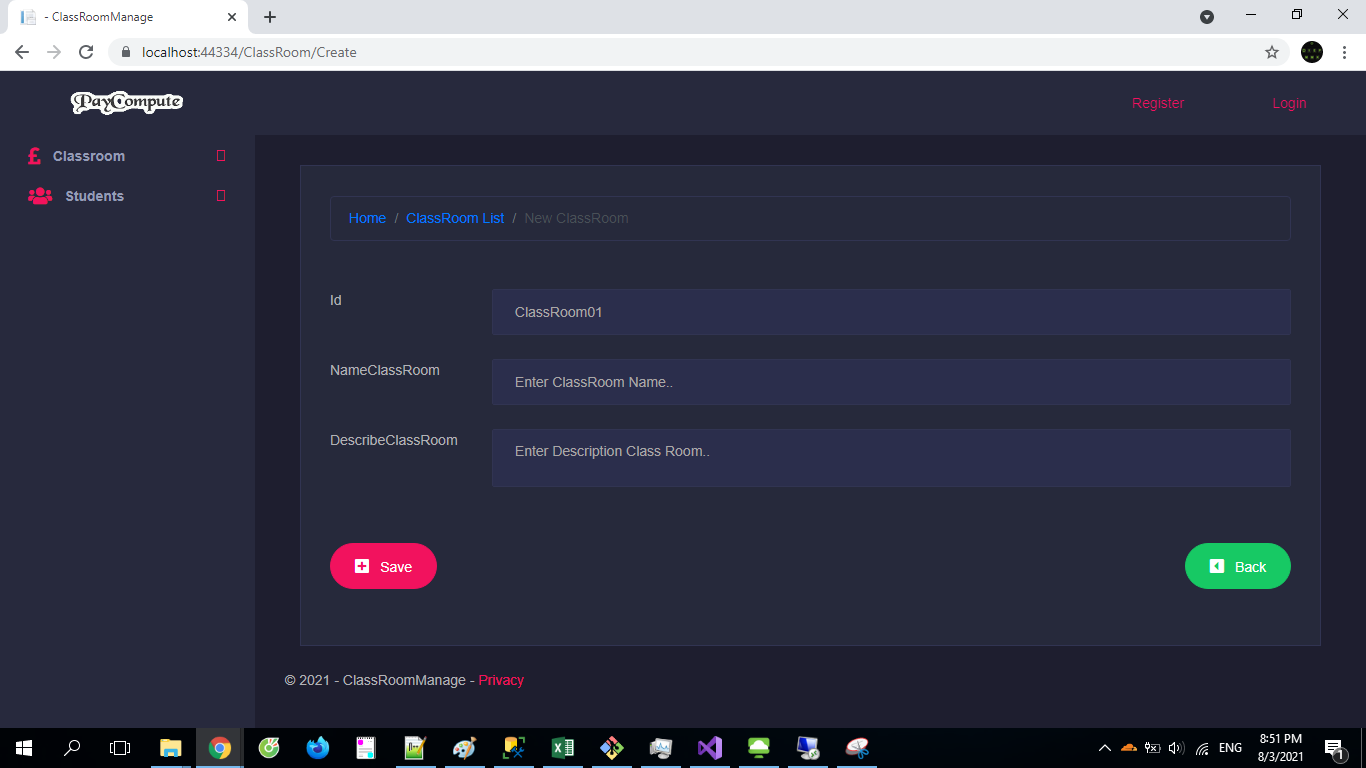 - ClassRoomManage
localhost:44334/ClassRoom/Create
PayCompute
Register Login
Classroom
Students
Home / ClassRoom List / New ClassRoom
Id
ClassRoom01
NameClassRoom
Enter ClassRoom Name..
DescribeClassRoom
Enter Description Class Room..
Save
Back
© 2021 - ClassRoomManage - Privacy
ENG
8:51 PM
8/3/2021
1